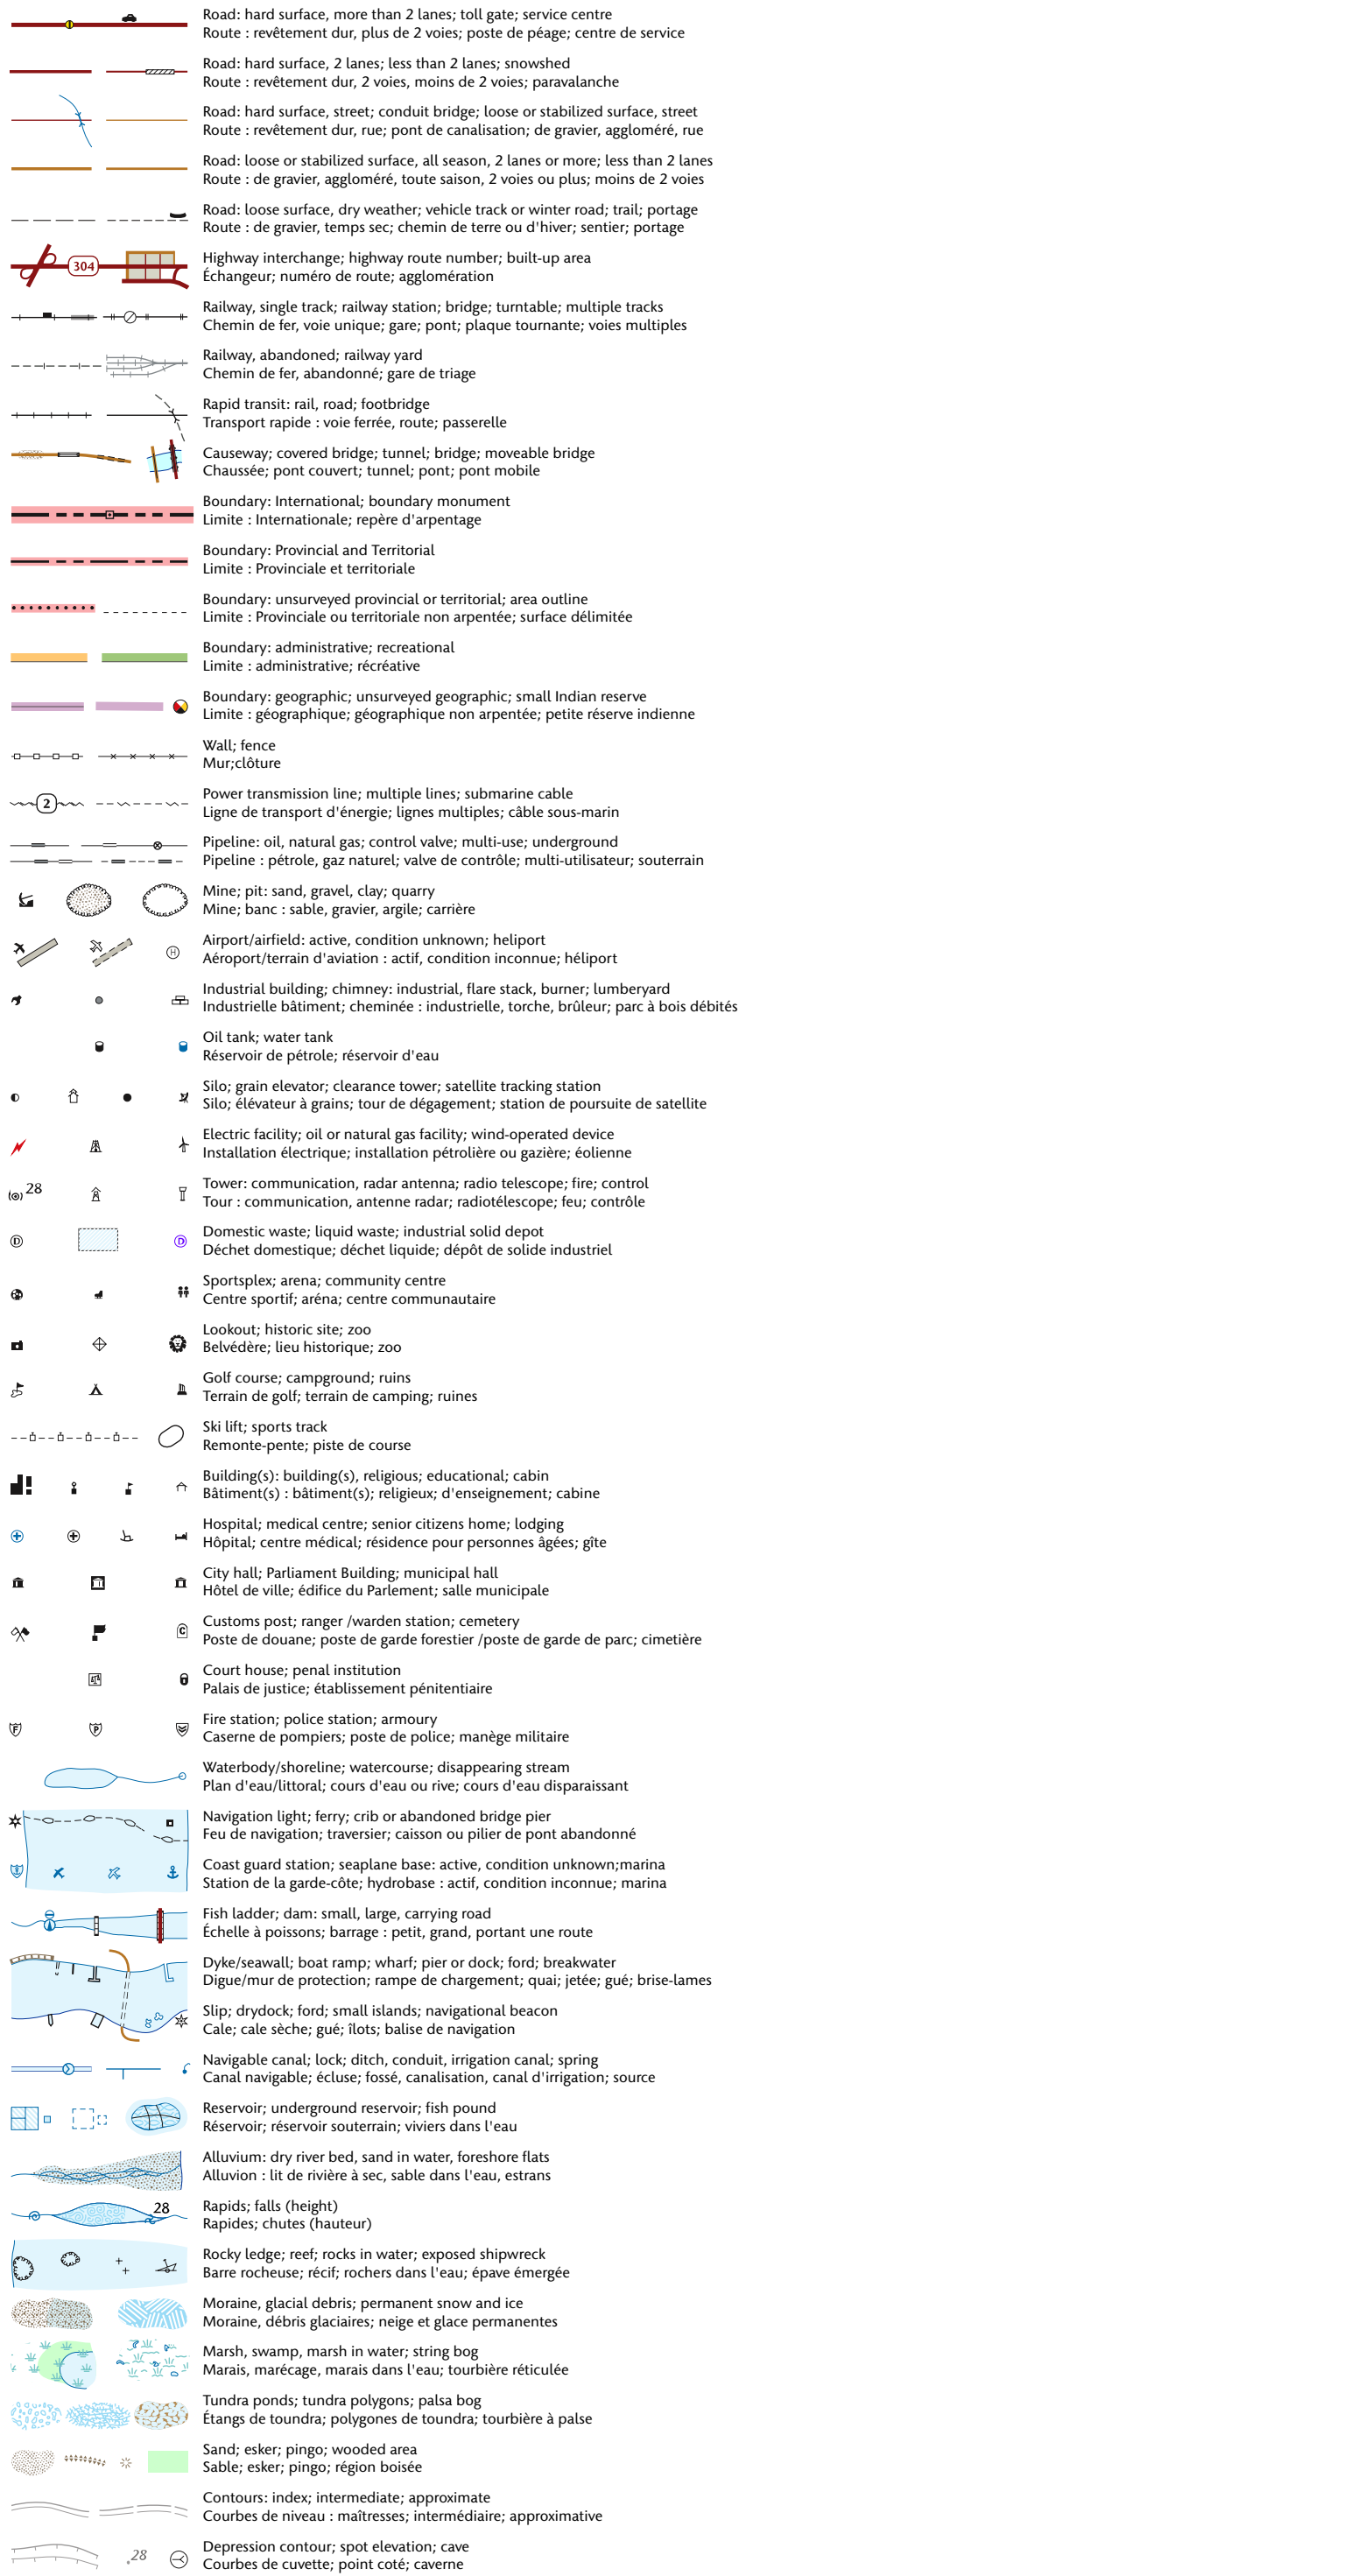 Road: hard surface, more than 2 lanes; toll gate; service centre
Route : revêtement dur, plus de 2 voies; poste de péage; centre de service
Road: hard surface, 2 lanes; less than 2 lanes; snowshed
Route : revêtement dur, 2 voies, moins de 2 voies; paravalanche
Road: hard surface, street; conduit bridge; loose or stabilized surface, street
Route : revêtement dur, rue; pont de canalisation; de gravier, aggloméré, rue
Road: loose or stabilized surface, all season, 2 lanes or more; less than 2 lanes
Route : de gravier, aggloméré, toute saison, 2 voies ou plus; moins de 2 voies
Road: loose surface, dry weather; vehicle track or winter road; trail; portage
Route : de gravier, temps sec; chemin de terre ou d'hiver; sentier; portage
304
Highway interchange; highway route number; built-up area
Échangeur; numéro de route; agglomération
Railway, single track; railway station; bridge; turntable; multiple tracks
Chemin de fer, voie unique; gare; pont; plaque tournante; voies multiples
Railway, abandoned; railway yard
Chemin de fer, abandonné; gare de triage
Rapid transit: rail, road; footbridge
Transport rapide : voie ferrée, route; passerelle
Causeway; covered bridge; tunnel; bridge; moveable bridge
Chaussée; pont couvert; tunnel; pont; pont mobile
Boundary: International; boundary monument
Limite : Internationale; repère d'arpentage
Boundary: Provincial and Territorial
Limite : Provinciale et territoriale
Boundary: unsurveyed provincial or territorial; area outline
Limite : Provinciale ou territoriale non arpentée; surface délimitée
Boundary: administrative; recreational
Limite : administrative; récréative
Boundary: geographic; unsurveyed geographic; small Indian reserve
Limite : géographique; géographique non arpentée; petite réserve indienne
Wall; fence
Mur;clôture
2
Power transmission line; multiple lines; submarine cable
Ligne de transport d'énergie; lignes multiples; câble sous-marin
Pipeline: oil, natural gas; control valve; multi-use; underground
Pipeline : pétrole, gaz naturel; valve de contrôle; multi-utilisateur; souterrain
Mine; pit: sand, gravel, clay; quarry
Mine; banc : sable, gravier, argile; carrière
H
Airport/airfield: active, condition unknown; heliport
Aéroport/terrain d'aviation : actif, condition inconnue; héliport
Industrial building; chimney: industrial, flare stack, burner; lumberyard
Industrielle bâtiment; cheminée : industrielle, torche, brûleur; parc à bois débités
Oil tank; water tank
Réservoir de pétrole; réservoir d'eau
Silo; grain elevator; clearance tower; satellite tracking station
Silo; élévateur à grains; tour de dégagement; station de poursuite de satellite
Electric facility; oil or natural gas facility; wind-operated device
Installation électrique; installation pétrolière ou gazière; éolienne
28
Tower: communication, radar antenna; radio telescope; fire; control
Tour : communication, antenne radar; radiotélescope; feu; contrôle
D D
Domestic waste; liquid waste; industrial solid depot
Déchet domestique; déchet liquide; dépôt de solide industriel
Sportsplex; arena; community centre
Centre sportif; aréna; centre communautaire
Lookout; historic site; zoo
Belvédère; lieu historique; zoo
Golf course; campground; ruins
Terrain de golf; terrain de camping; ruines
Ski lift; sports track
Remonte-pente; piste de course
Building(s): building(s), religious; educational; cabin
Bâtiment(s) : bâtiment(s); religieux; d'enseignement; cabine
Hospital; medical centre; senior citizens home; lodging
Hôpital; centre médical; résidence pour personnes âgées; gîte
City hall; Parliament Building; municipal hall
Hôtel de ville; édifice du Parlement; salle municipale
C
Customs post; ranger /warden station; cemetery
Poste de douane; poste de garde forestier /poste de garde de parc; cimetière
Court house; penal institution
Palais de justice; établissement pénitentiaire
F P
Fire station; police station; armoury
Caserne de pompiers; poste de police; manège militaire
Waterbody/shoreline; watercourse; disappearing stream
Plan d'eau/littoral; cours d'eau ou rive; cours d'eau disparaissant
Navigation light; ferry; crib or abandoned bridge pier
Feu de navigation; traversier; caisson ou pilier de pont abandonné
Coast guard station; seaplane base: active, condition unknown;marina
Station de la garde-côte; hydrobase : actif, condition inconnue; marina
Fish ladder; dam: small, large, carrying road
Échelle à poissons; barrage : petit, grand, portant une route
Dyke/seawall; boat ramp; wharf; pier or dock; ford; breakwater
Digue/mur de protection; rampe de chargement; quai; jetée; gué; brise-lames
Slip; drydock; ford; small islands; navigational beacon
Cale; cale sèche; gué; îlots; balise de navigation
Navigable canal; lock; ditch, conduit, irrigation canal; spring
Canal navigable; écluse; fossé, canalisation, canal d'irrigation; source
Reservoir; underground reservoir; fish pound
Réservoir; réservoir souterrain; viviers dans l'eau
Alluvium: dry river bed, sand in water, foreshore flats
Alluvion : lit de rivière à sec, sable dans l'eau, estrans
28
Rapids; falls (height)
Rapides; chutes (hauteur)
Rocky ledge; reef; rocks in water; exposed shipwreck
Barre rocheuse; récif; rochers dans l'eau; épave émergée
Moraine, glacial debris; permanent snow and ice
Moraine, débris glaciaires; neige et glace permanentes
Marsh, swamp, marsh in water; string bog
Marais, marécage, marais dans l'eau; tourbière réticulée
Tundra ponds; tundra polygons; palsa bog
Étangs de toundra; polygones de toundra; tourbière à palse
Sand; esker; pingo; wooded area
Sable; esker; pingo; région boisée
Contours: index; intermediate; approximate
Courbes de niveau : maîtresses; intermédiaire; approximative
.28
Depression contour; spot elevation; cave
Courbes de cuvette; point coté; caverne